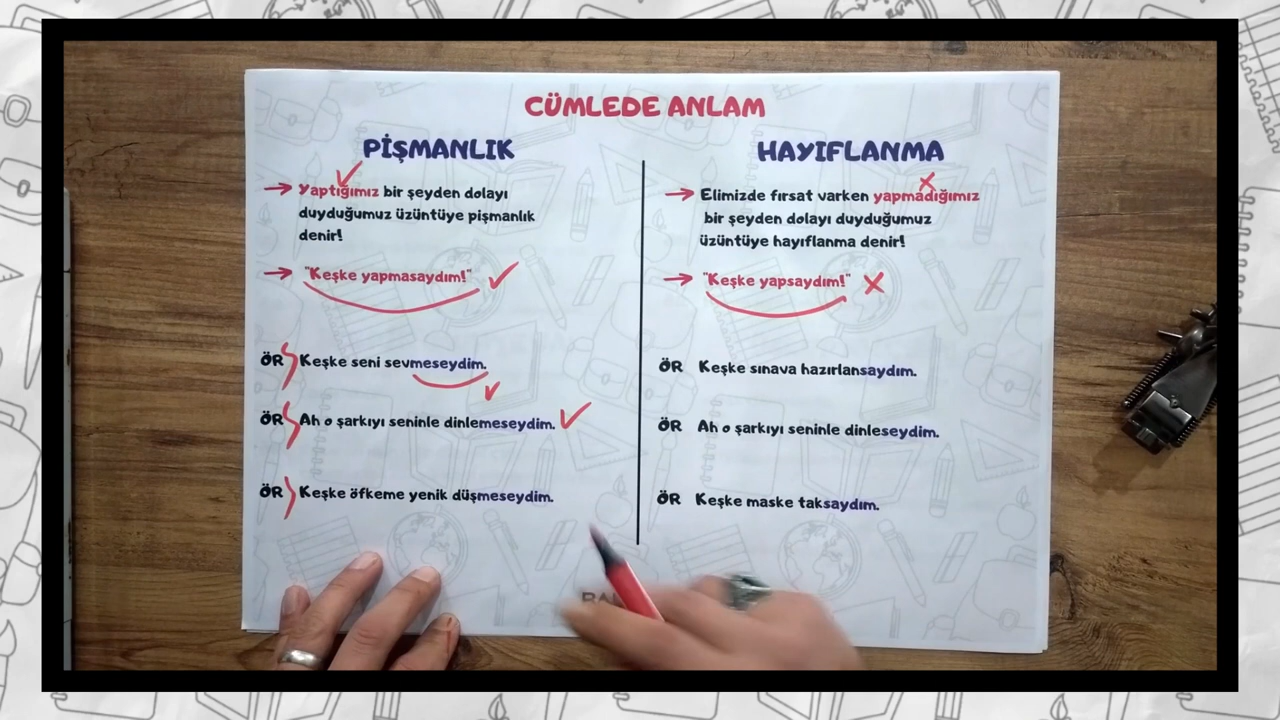 CÜMLEDE ANLAM
PİŞMANLIK
Yaptığımız bir şeyden dolayı
duyduğumuz üzüntüye pişmanlık
denir!
"Keşke yapmasaydım!"
ÖR Keşke seni sevmeseydim.
ÖR Ah o şarkıyı seninle dinlemeseydim.
ÖR Keşke öfkeme yenik düşmeseydim.
HAYIFLANMA
Elimizde fırsat varken yapmadığımız
bir şeyden dolayı duyduğumuz
üzüntüye hayıflanma denir!
"Keşke yapsaydım!"
ÖR Keşke sınava hazırlansaydım.
ÖR Ah o şarkıyı seninle dinleseydim.
ÖR Keşke maske taksaydım.